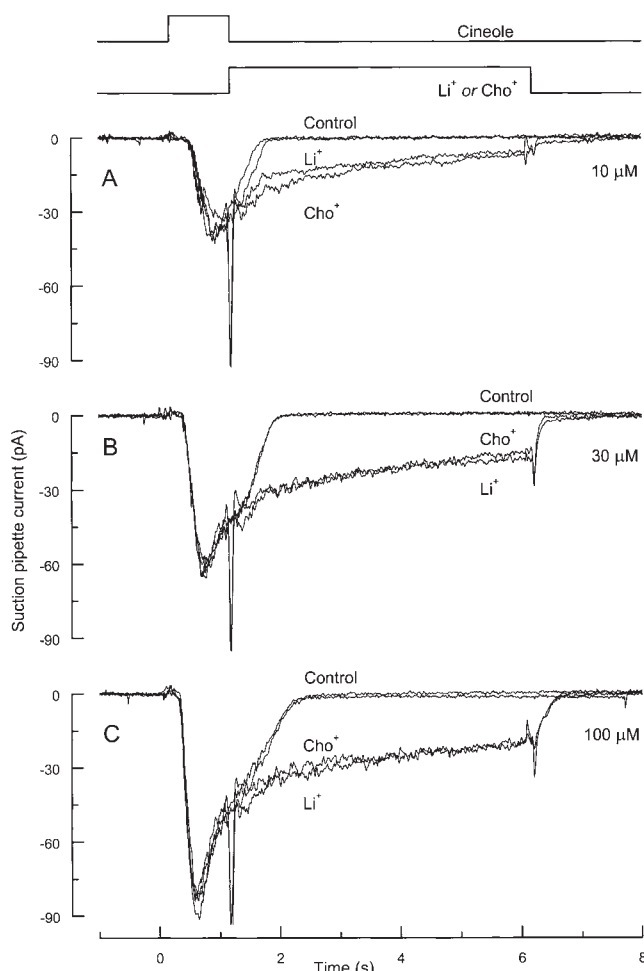 Cineole
Li⁺ or Cho⁺
Suction pipette current (pA)
A
Control
Li⁺
Cho⁺
10 µM
0
-30
-60
-90
B
Control
Cho⁺
Li⁺
30 µM
0
-30
-60
-90
C
Control
Cho⁺
Li⁺
100 µM
0
-30
-60
-90
0 2 4 6 8
Time (s)